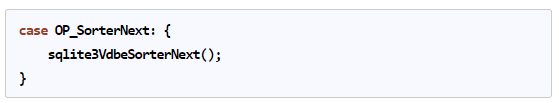 case OP_SorterNext: {
    sqlite3VdbeSorterNext();
}